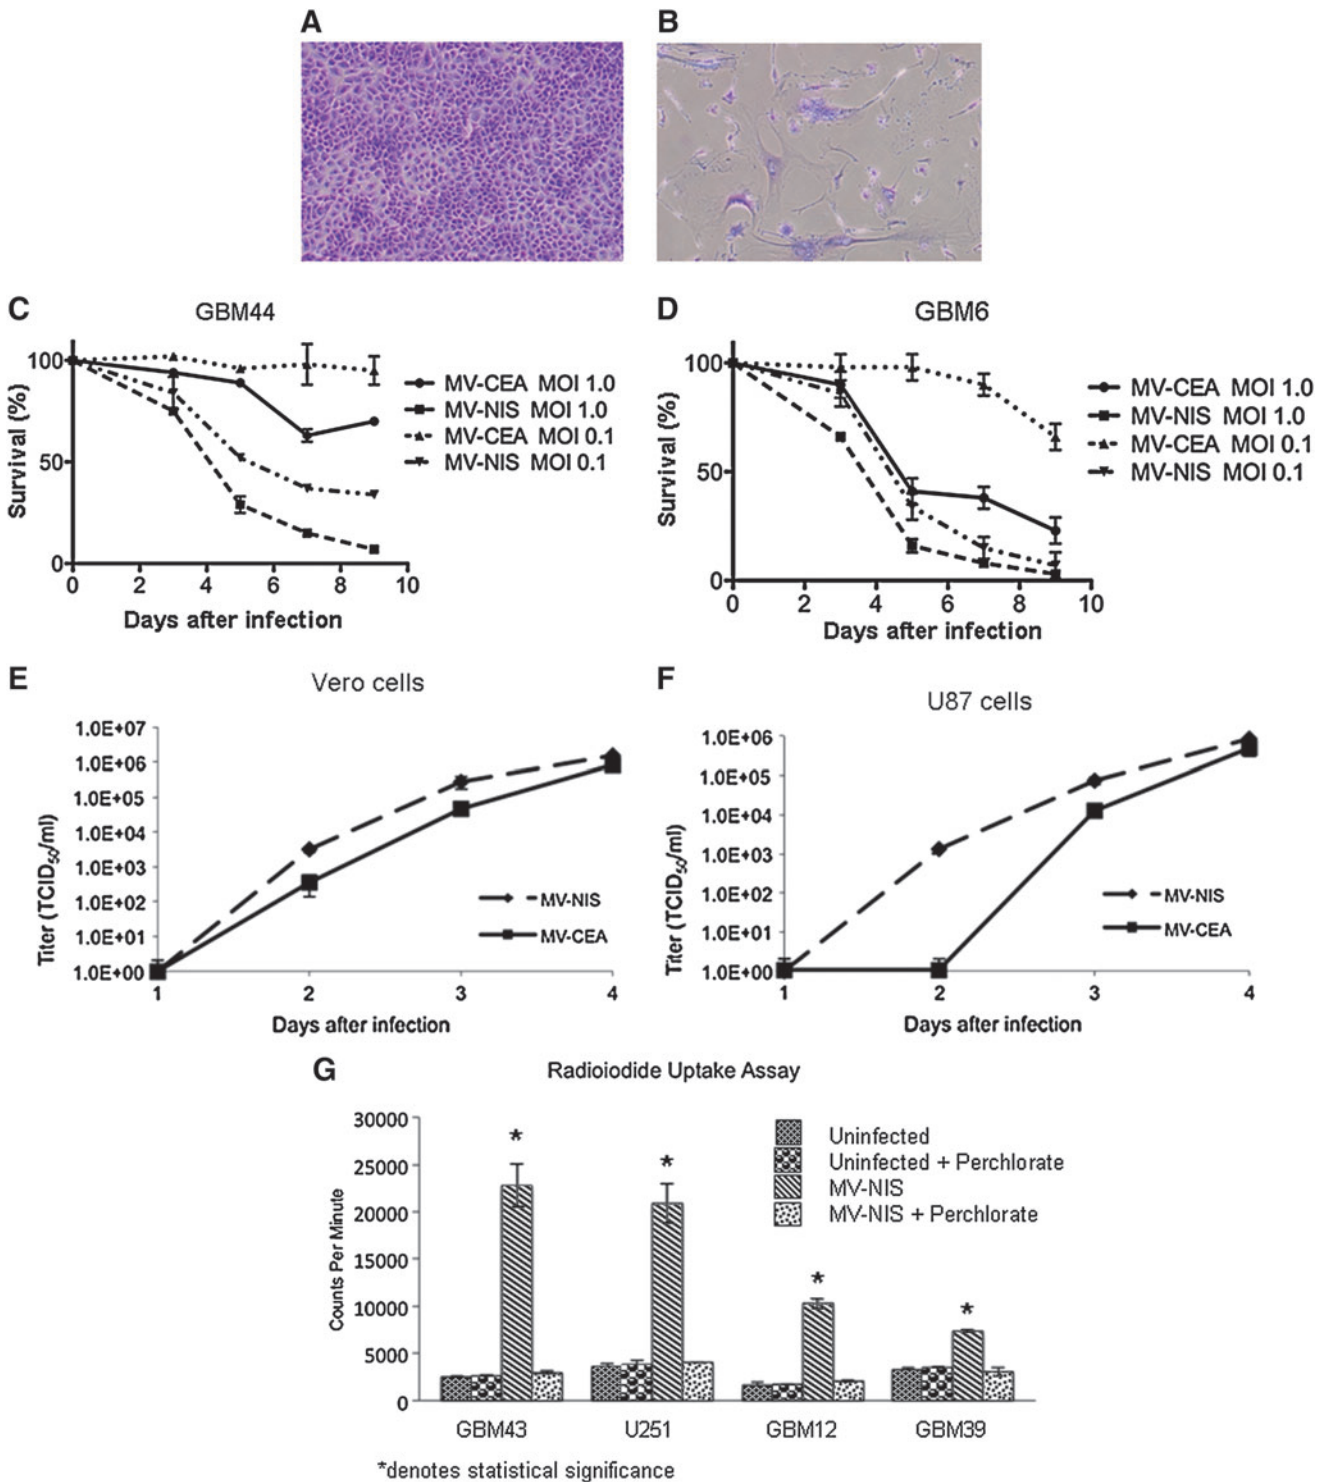 A
B
C
GBM44
Survival (%)
100
50
0
0 2 4 6 8 10
Days after infection
MV-CEA MOI 1.0
MV-NIS MOI 1.0
MV-CEA MOI 0.1
MV-NIS MOI 0.1
D
GBM6
Survival (%)
100
50
0
0 2 4 6 8 10
Days after infection
MV-CEA MOI 1.0
MV-NIS MOI 1.0
MV-CEA MOI 0.1
MV-NIS MOI 0.1
E
Vero cells
Titer (TCID50/ml)
1.0E+07
1.0E+06
1.0E+05
1.0E+04
1.0E+03
1.0E+02
1.0E+01
1.0E+00
1 2 3 4
Days after infection
MV-NIS
MV-CEA
F
U87 cells
Titer (TCID50/ml)
1.0E+06
1.0E+05
1.0E+04
1.0E+03
1.0E+02
1.0E+01
1.0E+00
1 2 3 4
Days after infection
MV-NIS
MV-CEA
G
Radioiodide Uptake Assay
Counts Per Minute
30000
25000
20000
15000
10000
5000
0
* * * *
Uninfected
Uninfected + Perchlorate
MV-NIS
MV-NIS + Perchlorate
GBM43 U251 GBM12 GBM39
*denotes statistical significance